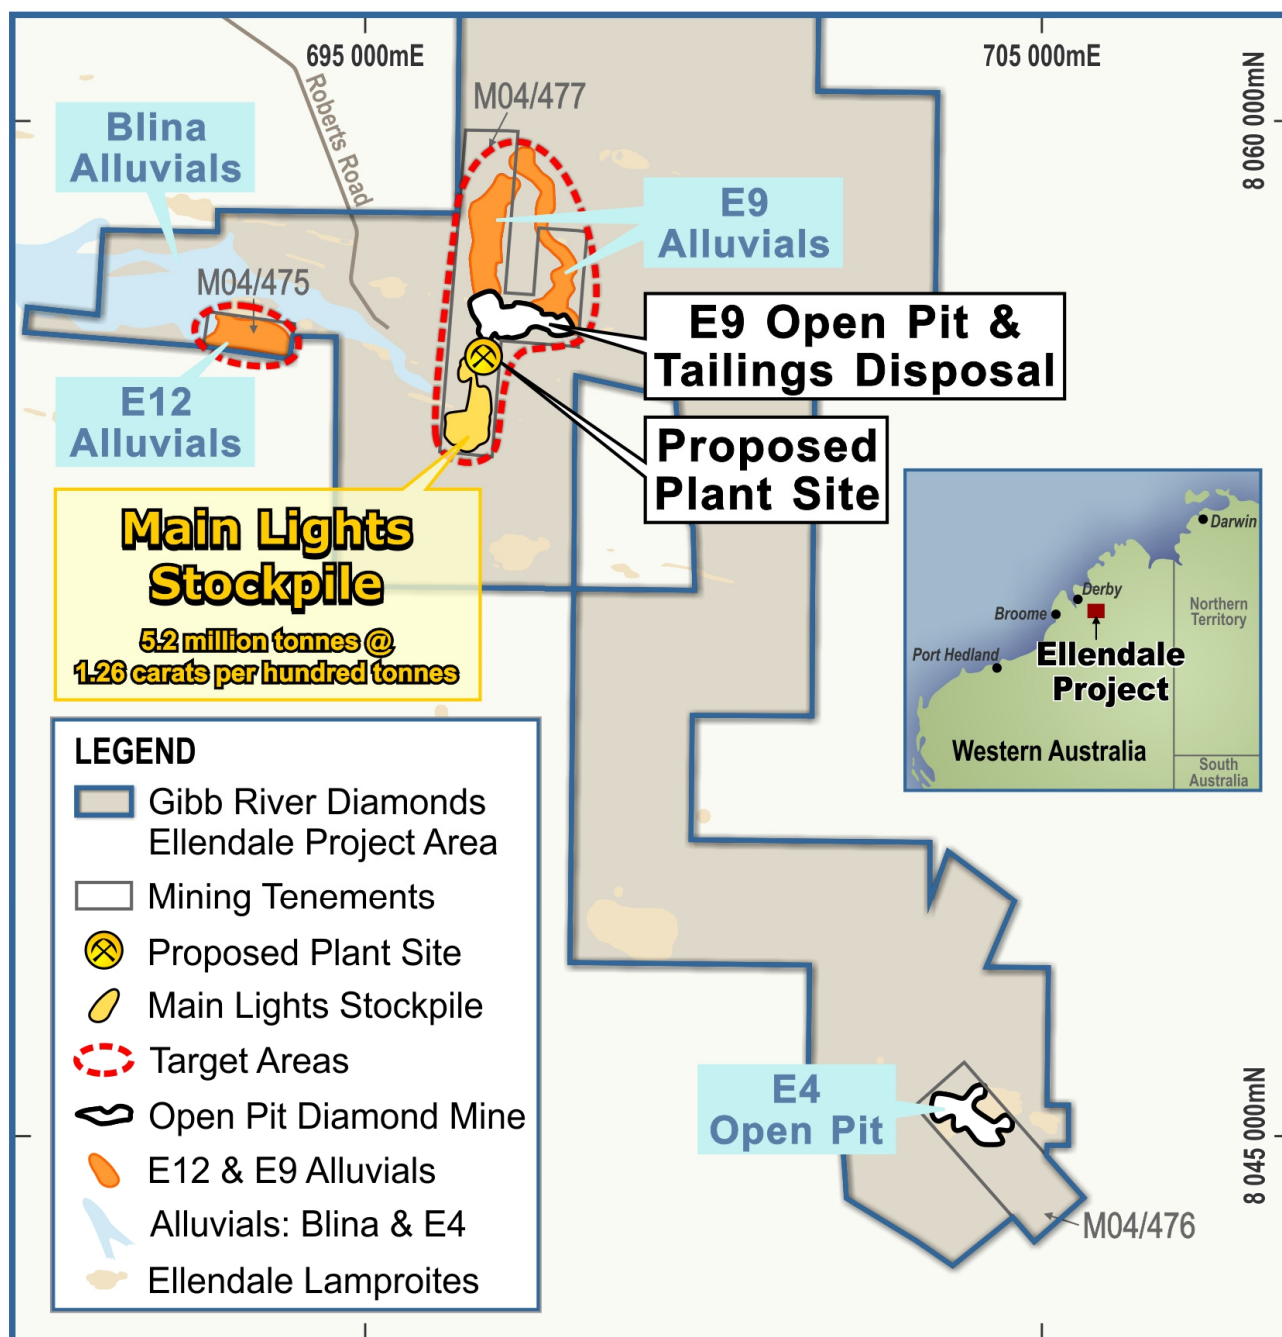 695 000mE
705 000mE
8 060 000mN
M04/477
Roberts Road
Blina
Alluvials
E9
Alluvials
M04/475
E9 Open Pit &
Tailings Disposal
E12
Alluvials
Proposed
Plant Site
Main Lights
Stockpile
5.2 million tonnes @
1.26 carats per hundred tonnes
Darwin
Derby
Broome
Northern
Territory
Port Hedland
Ellendale
Project
Western Australia
South
Australia
LEGEND
Gibb River Diamonds
Ellendale Project Area
Mining Tenements
Proposed Plant Site
Main Lights Stockpile
Target Areas
Open Pit Diamond Mine
E12 & E9 Alluvials
Alluvials: Blina & E4
Ellendale Lamproites
E4
Open Pit
8 045 000mN
M04/476